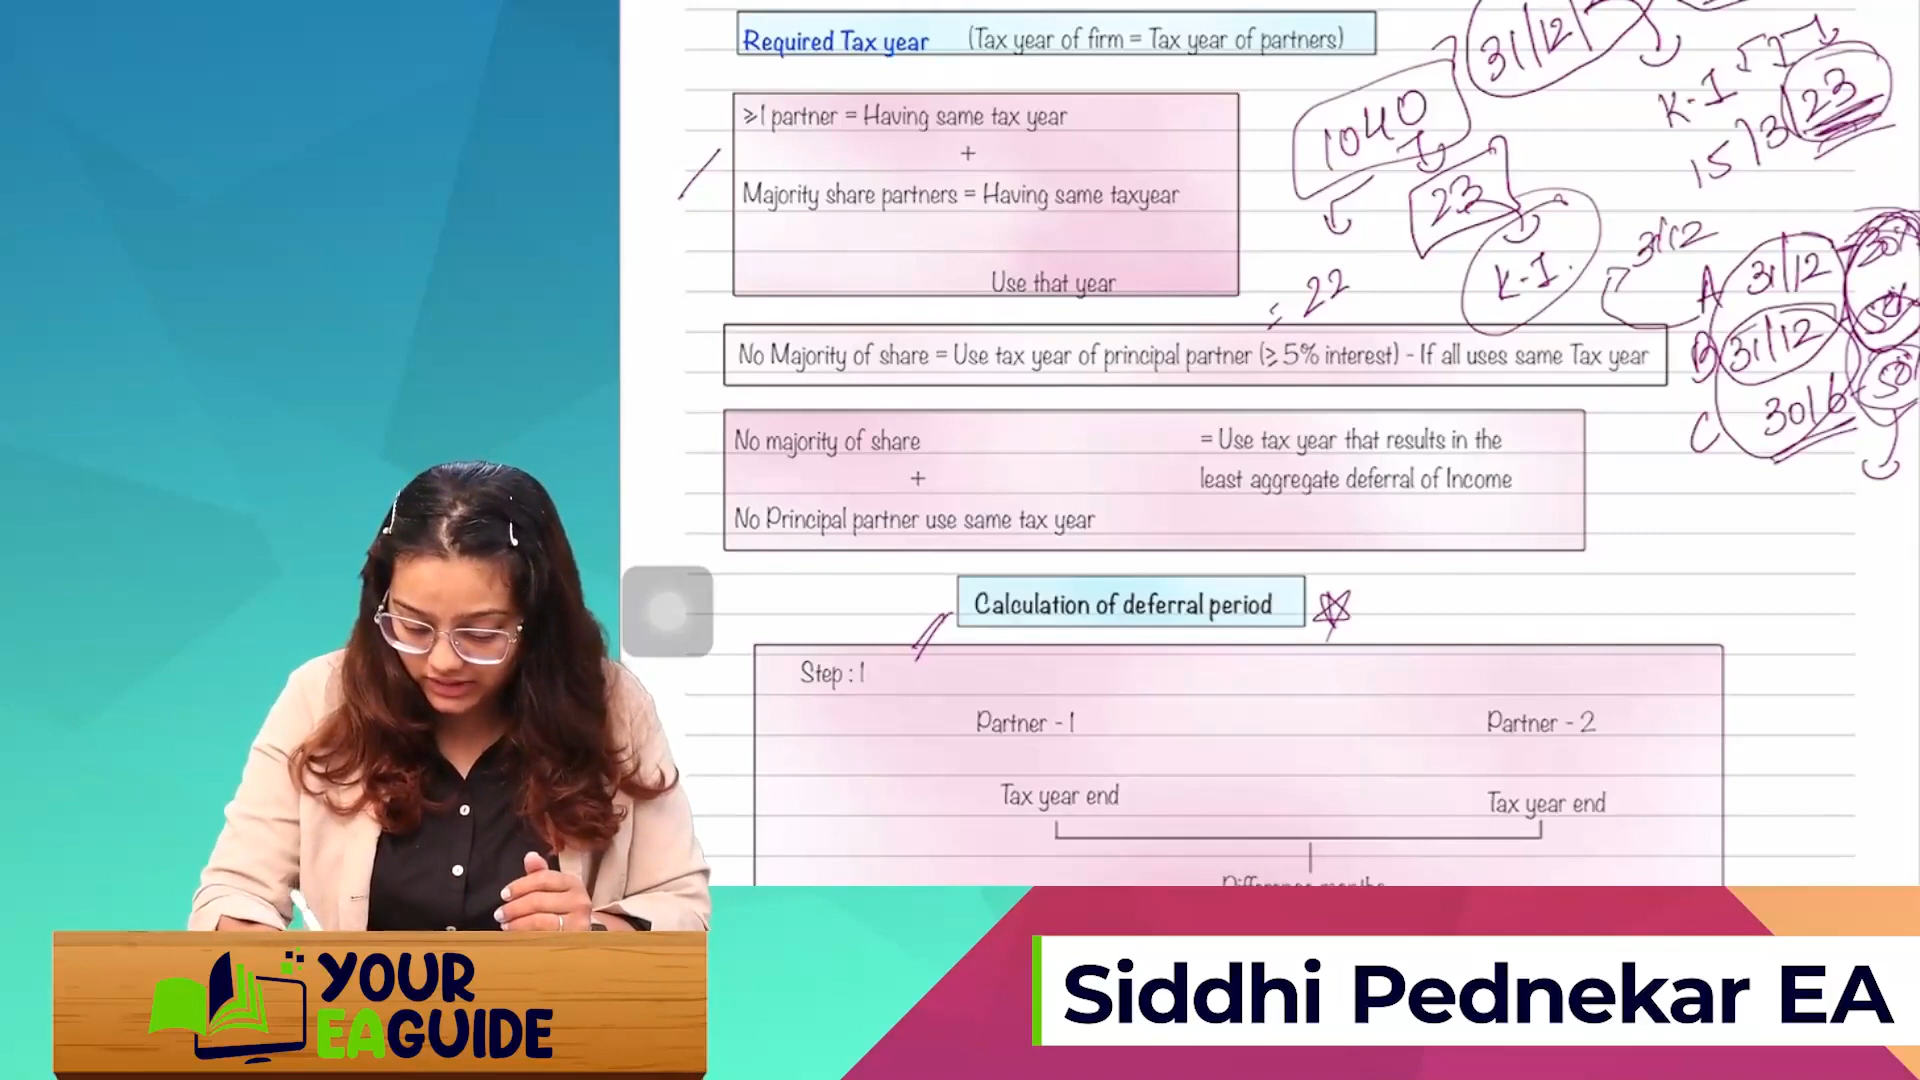 Required Tax year (Tax year of firm = Tax year of partners)
⩾1 partner = Having same tax year
+
Majority share partners = Having same taxyear
Use that year
No Majority of share = Use tax year of principal partner (⩾ 5% interest) - If all uses same Tax year
No majority of share = Use tax year that results in the
+ least aggregate deferral of Income
No Principal partner use same tax year
Calculation of deferral period
Step : 1
Partner - 1 Partner - 2
Tax year end Tax year end
31/12
1040
23
K-1
= 22
K-1
15/3/23
31/12
A 31/12
B 31/12 50%
C 30/6
YOUR
EAGUIDE
Siddhi Pednekar EA